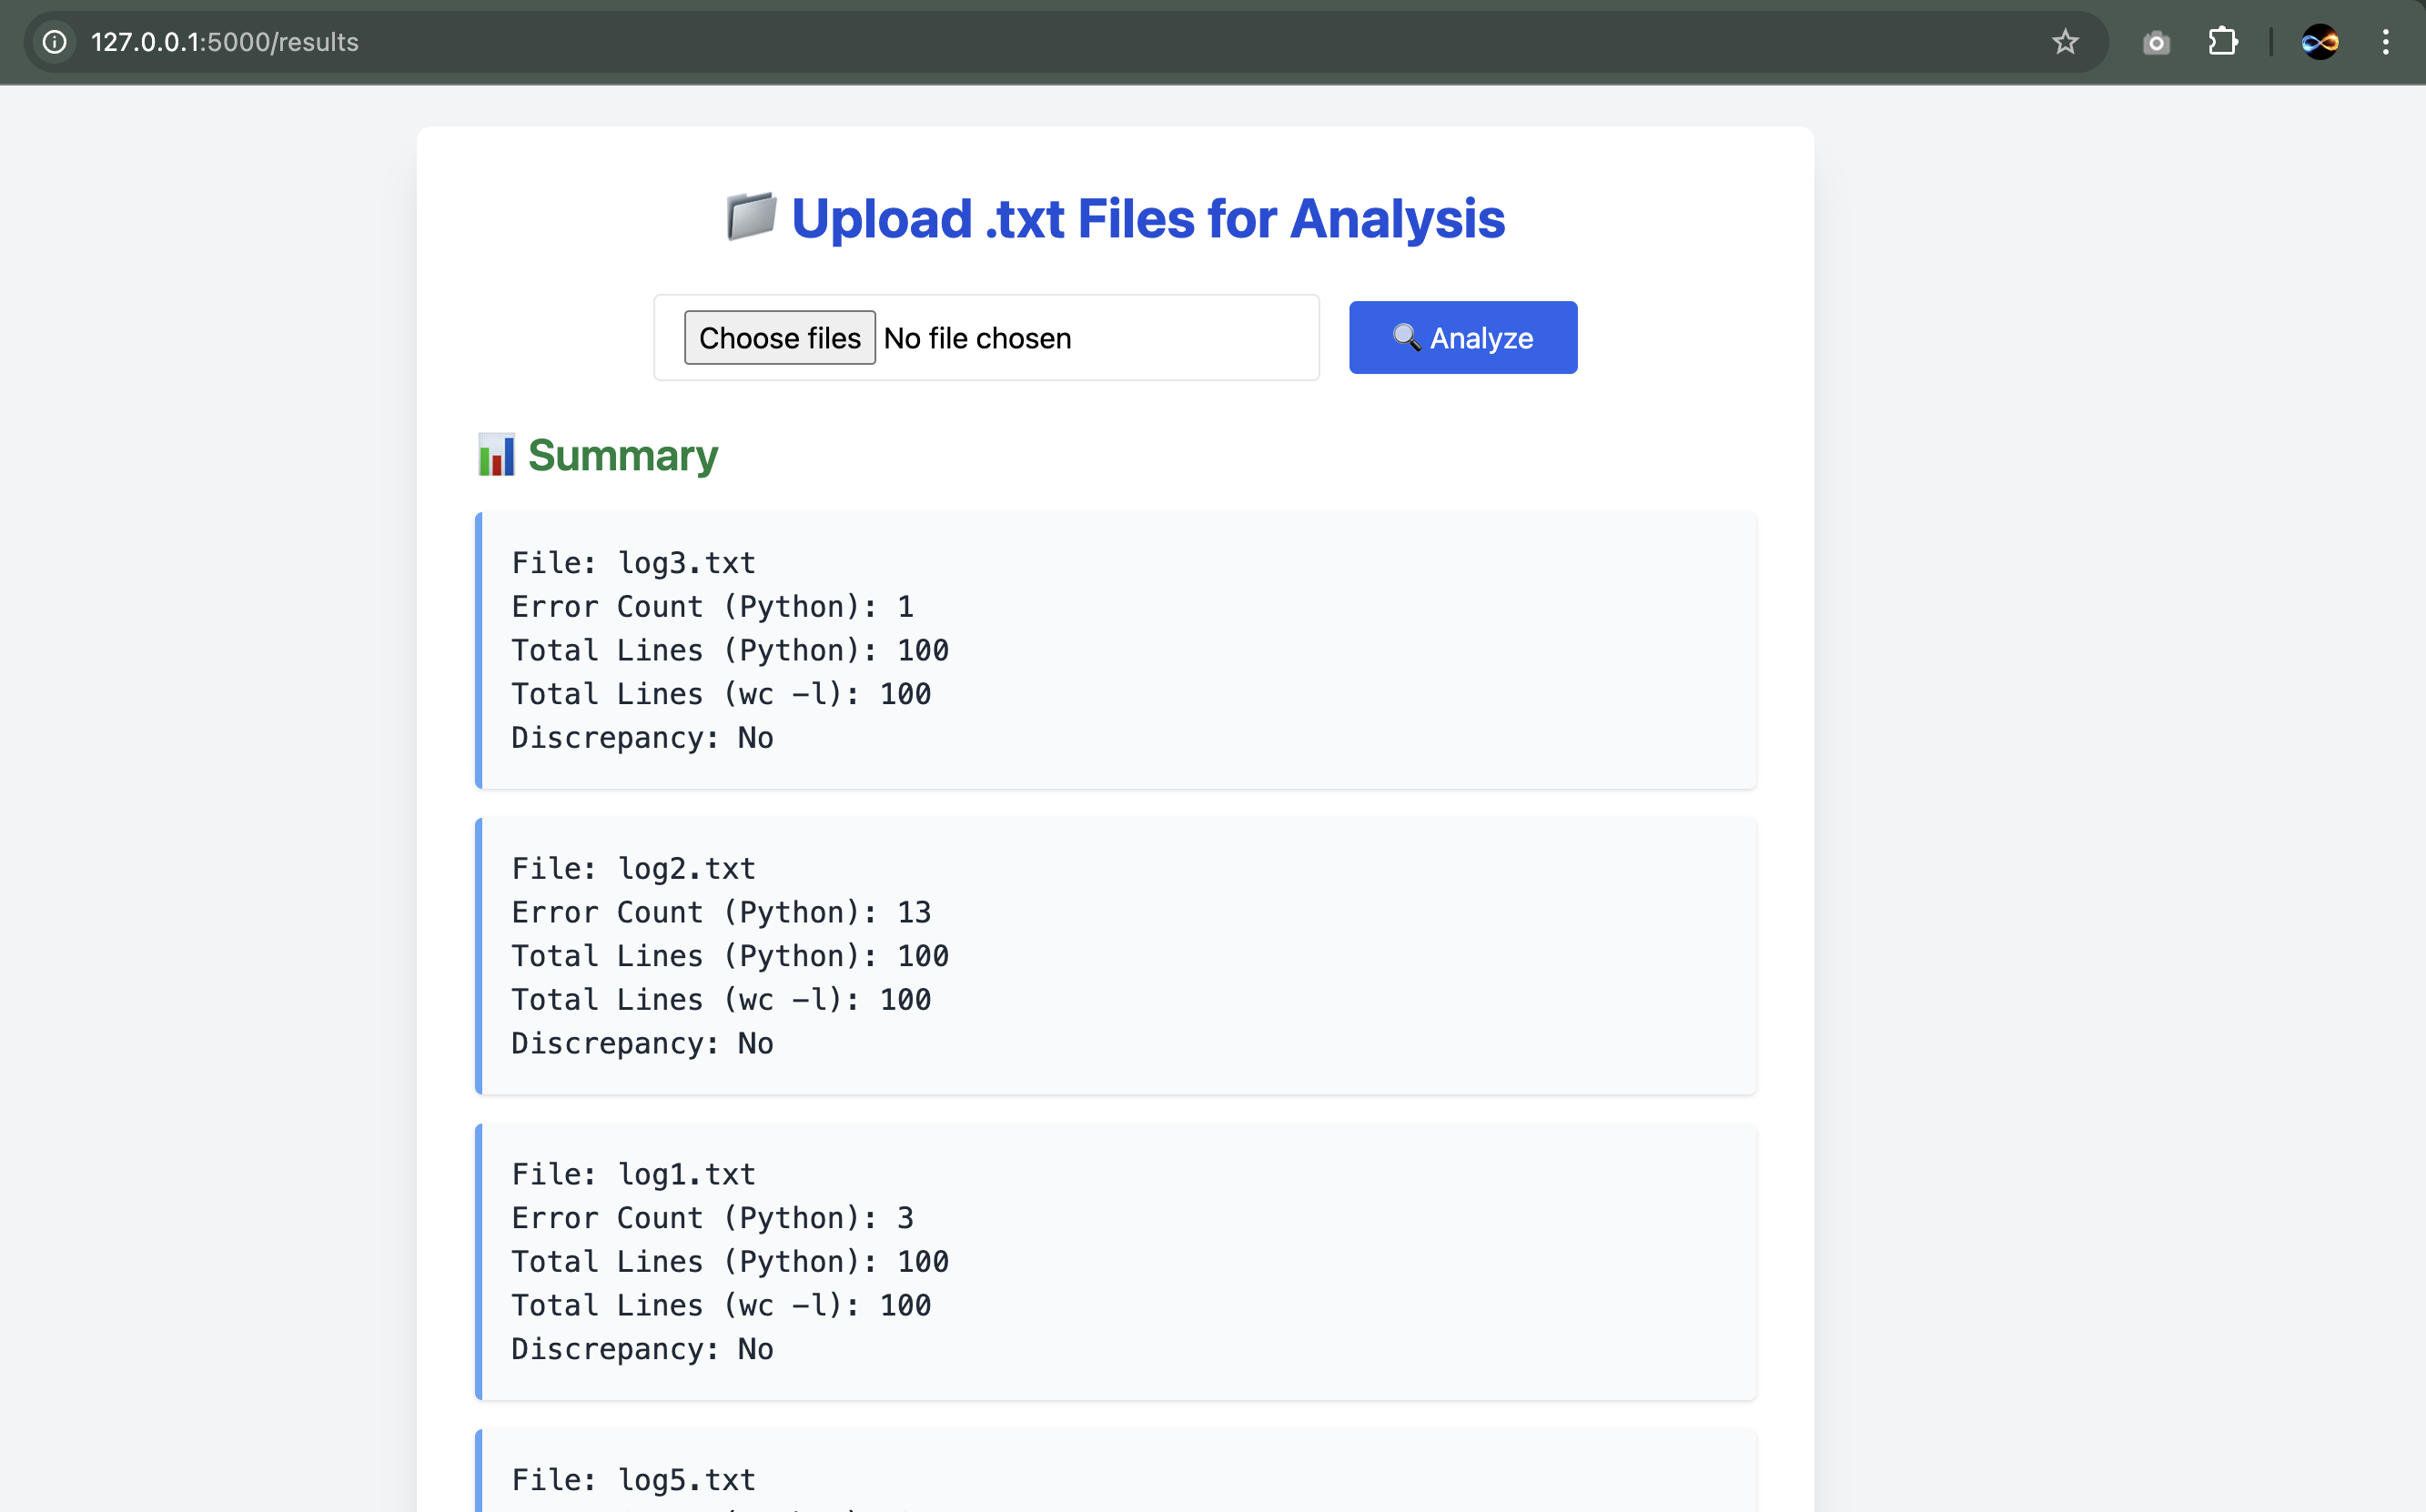 127.0.0.1:5000/results
Upload .txt Files for Analysis
Choose files No file chosen
Analyze
Summary
File: log3.txt
Error Count (Python): 1
Total Lines (Python): 100
Total Lines (wc -l): 100
Discrepancy: No
File: log2.txt
Error Count (Python): 13
Total Lines (Python): 100
Total Lines (wc -l): 100
Discrepancy: No
File: log1.txt
Error Count (Python): 3
Total Lines (Python): 100
Total Lines (wc -l): 100
Discrepancy: No
File: log5.txt